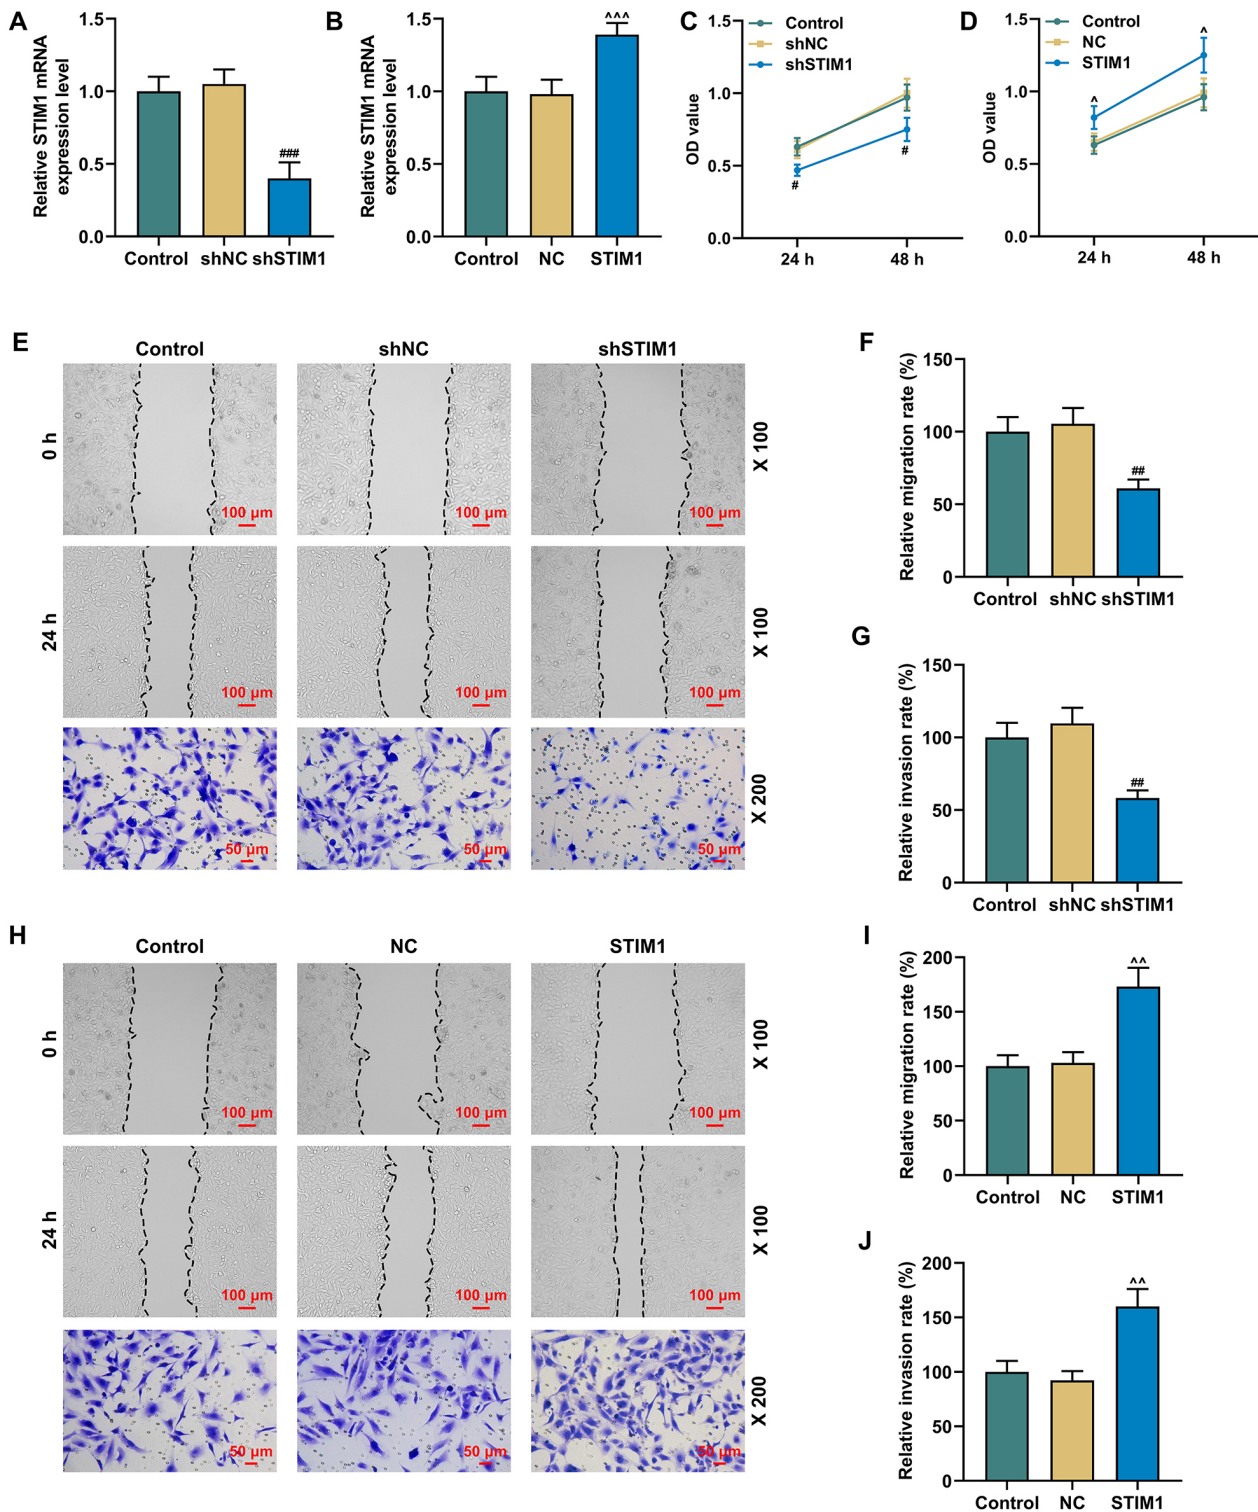 A
Relative STIM1 mRNA
expression level
1.5
1.0
0.5
0.0
###
Control shNC shSTIM1
B
Relative STIM1 mRNA
expression level
1.5
1.0
0.5
0.0
^^^
Control NC STIM1
C
OD value
1.5
1.0
0.5
0.0
Control
shNC
shSTIM1
#
#
24 h 48 h
D
OD value
1.5
1.0
0.5
0.0
Control
NC
STIM1
^
^
24 h 48 h
E
Control shNC shSTIM1
0 h
100 μm 100 μm 100 μm
X 100
24 h
100 μm 100 μm 100 μm
X 100
50 μm 50 μm 50 μm
X 200
F
Relative migration rate (%)
150
100
50
0
##
Control shNC shSTIM1
G
Relative invasion rate (%)
150
100
50
0
##
Control shNC shSTIM1
H
Control NC STIM1
0 h
100 μm 100 μm 100 μm
X 100
24 h
100 μm 100 μm 100 μm
X 100
50 μm 50 μm 50 μm
X 200
I
Relative migration rate (%)
200
150
100
50
0
^^
Control NC STIM1
J
Relative invasion rate (%)
200
150
100
50
0
^^
Control NC STIM1